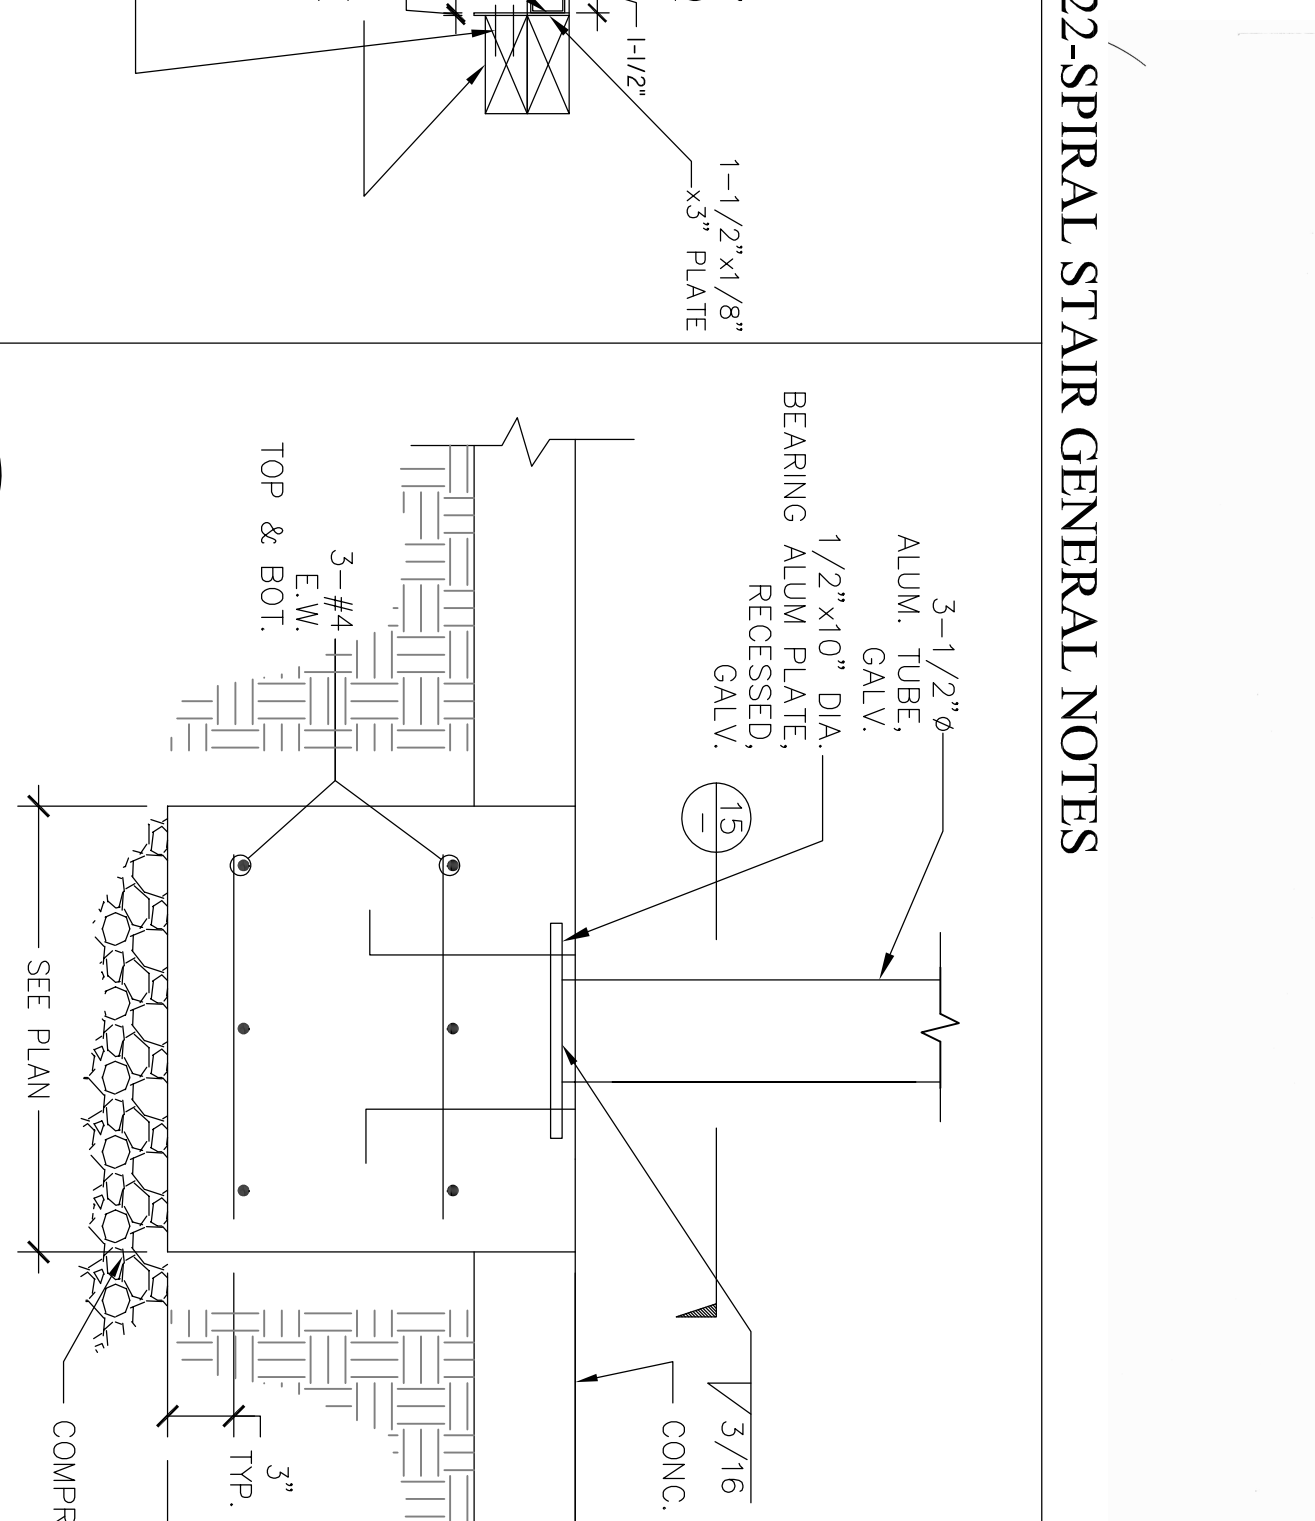 22-SPIRAL STAIR GENERAL NOTES
1-1/2"
1-1/2"x1/8"
x3" PLATE
3-1/2"ø
ALUM. TUBE,
GALV.
1/2"x10" DIA.
BEARING ALUM PLATE,
RECESSED,
GALV.
15
-
3-#4
E.W.
TOP & BOT.
3/16
CONC.
SEE PLAN
3"
TYP.
COMPR